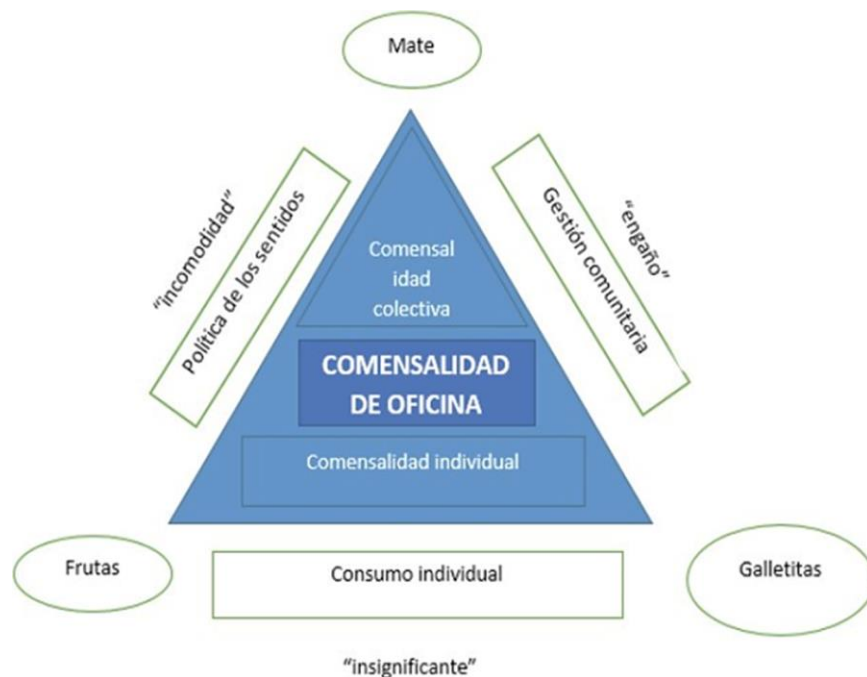 Mate
“incomodidad”
Política de los sentidos
Comensal
idad
colectiva
Gestión comunitaria
“engaño”
COMENSALIDAD
DE OFICINA
Comensalidad individual
Frutas
Consumo individual
Galletitas
“insignificante”